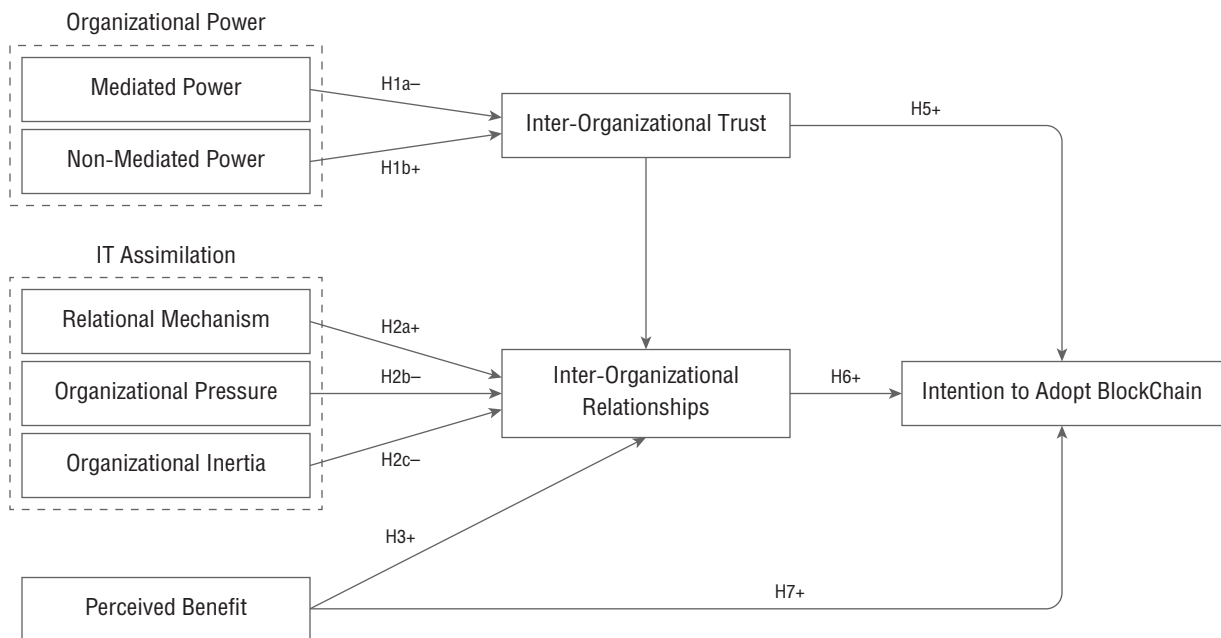 Organizational Power
Mediated Power
H1a–
Non-Mediated Power
H1b+
Inter-Organizational Trust
H5+
IT Assimilation
Relational Mechanism
H2a+
Organizational Pressure
H2b–
Organizational Inertia
H2c–
Inter-Organizational
Relationships
H6+
Intention to Adopt BlockChain
H3+
Perceived Benefit
H7+